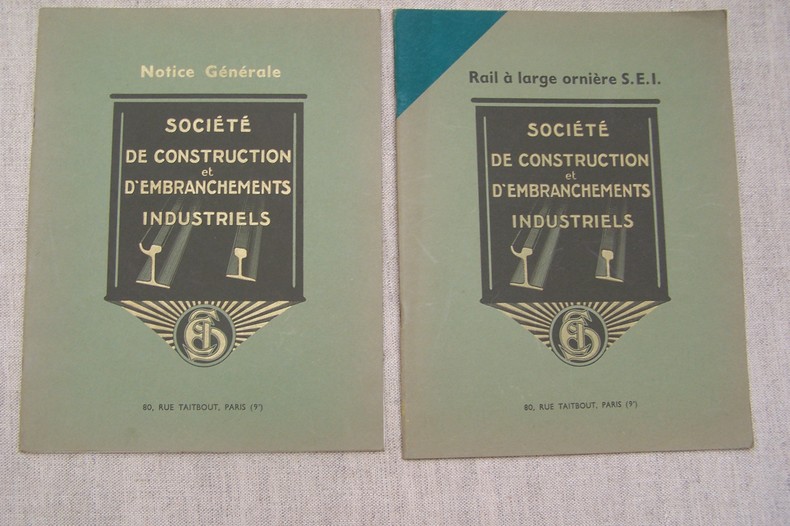 Notice Générale
SOCIÉTÉ
DE CONSTRUCTION
et
D'EMBRANCHEMENTS
INDUSTRIELS
80, RUE TAITBOUT, PARIS (9e)
Rail à large ornière S.E.I.
SOCIÉTÉ
DE CONSTRUCTION
et
D'EMBRANCHEMENTS
INDUSTRIELS
80, RUE TAITBOUT, PARIS (9e)